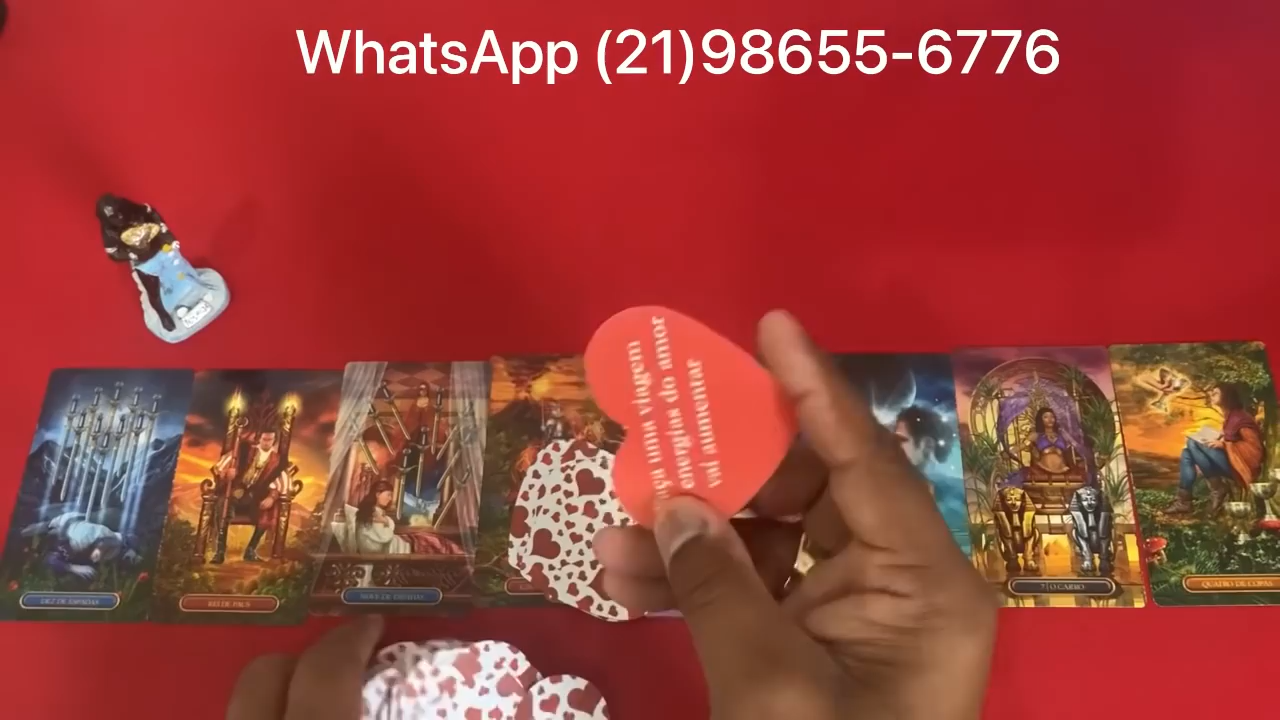 WhatsApp (21)98655-6776
uma viagem
energias do amor
vai aumentar
DEZ DE ESPADAS
REI DE PAUS
NOVE DE ESPADAS
7 | O CARRO
QUATRO DE COPAS